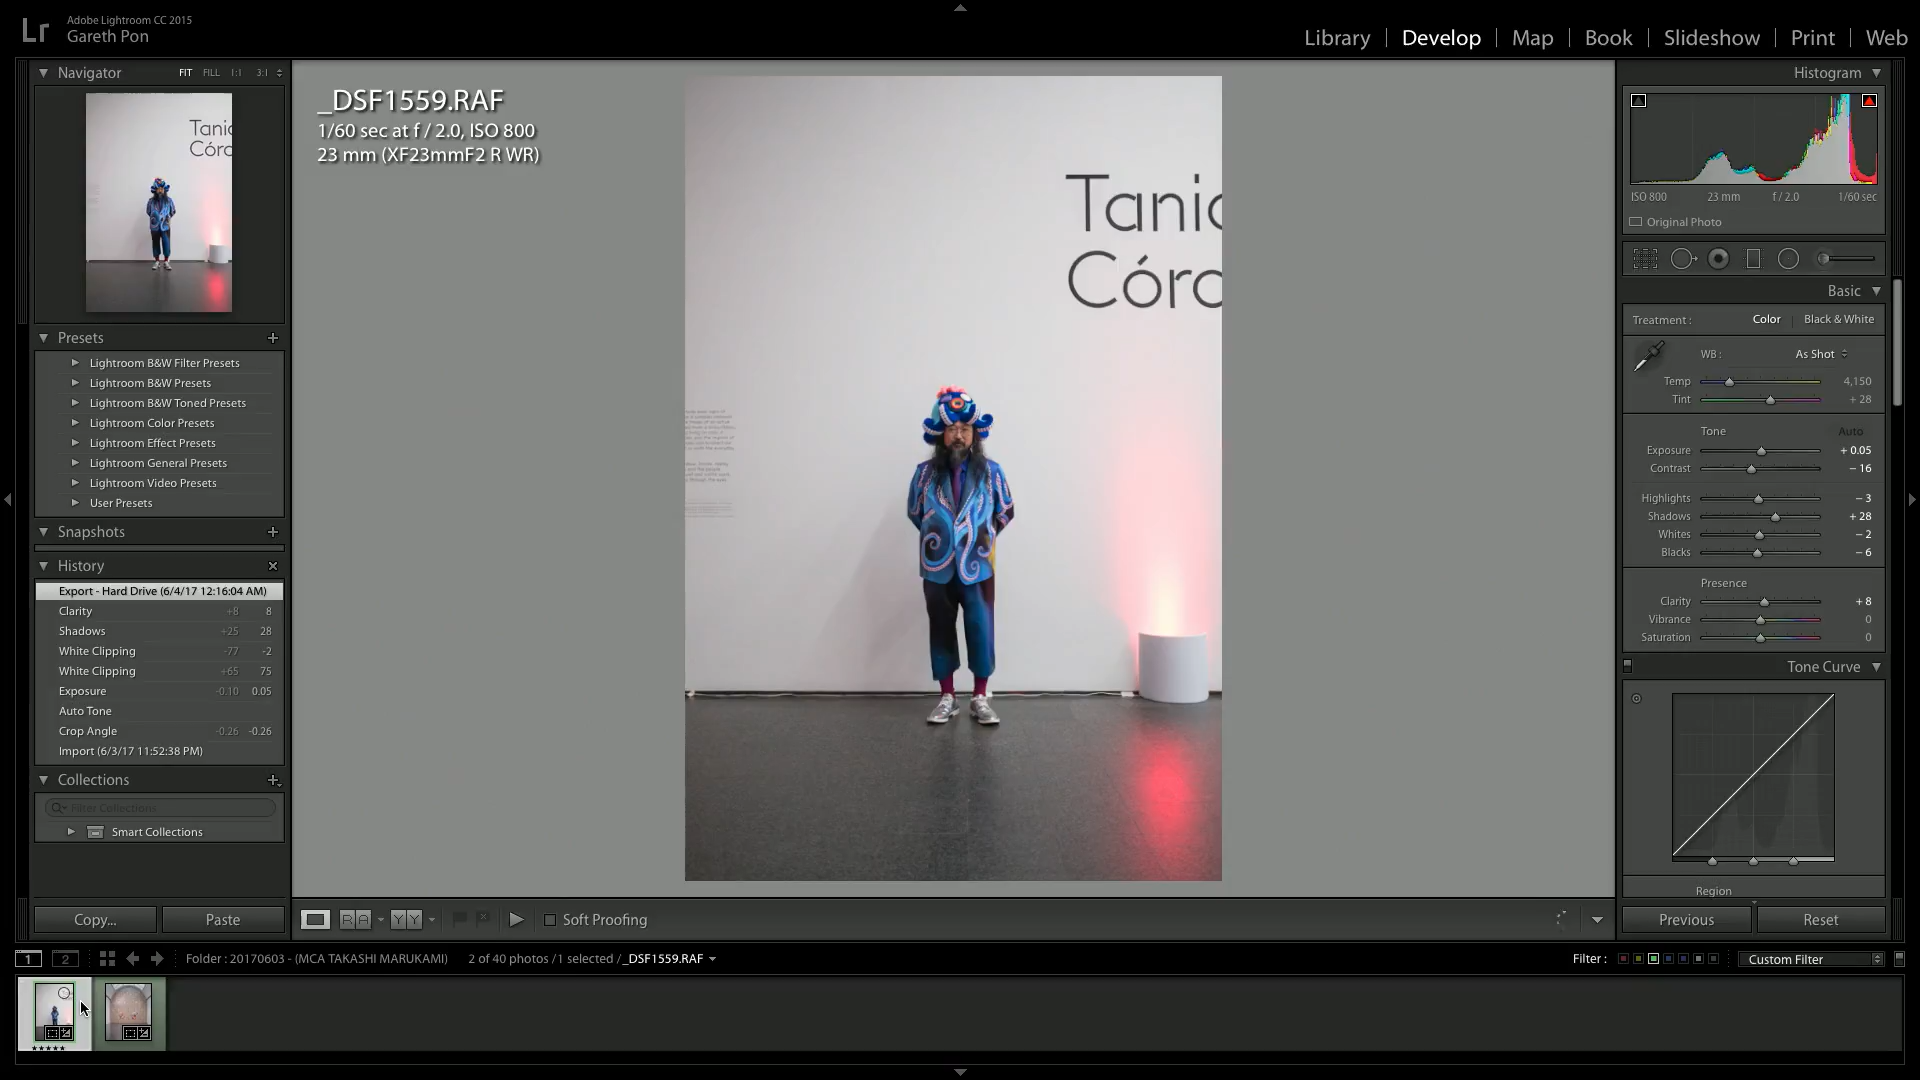 Lr
Adobe Lightroom CC 2015
Gareth Pon
Library | Develop | Map | Book | Slideshow | Print | Web
Navigator FIT FILL 1:1 3:1
Tanic
Córc
Presets
Lightroom B&W Filter Presets
Lightroom B&W Presets
Lightroom B&W Toned Presets
Lightroom Color Presets
Lightroom Effect Presets
Lightroom General Presets
Lightroom Video Presets
User Presets
Snapshots
History
Export - Hard Drive (6/4/17 12:16:04 AM)
Clarity +8 8
Shadows +25 28
White Clipping -77 -2
White Clipping +65 75
Exposure -0.10 0.05
Auto Tone
Crop Angle -0.26 -0.26
Import (6/3/17 11:52:38 PM)
Collections
Filter Collections
Smart Collections
Copy... Paste
_DSF1559.RAF
1/60 sec at f / 2.0, ISO 800
23 mm (XF23mmF2 R WR)
Tanic
Córc
R A Y Y Soft Proofing
Histogram
ISO 800 23 mm f / 2.0 1/60 sec
Original Photo
Basic
Treatment : Color | Black & White
WB : As Shot
Temp 4,150
Tint + 28
Tone Auto
Exposure + 0.05
Contrast − 16
Highlights − 3
Shadows + 28
Whites − 2
Blacks − 6
Presence
Clarity + 8
Vibrance 0
Saturation 0
Tone Curve
Region
Previous Reset
1 2 Folder : 20170603 - (MCA TAKASHI MARUKAMI) 2 of 40 photos / 1 selected / _DSF1559.RAF Filter : Custom Filter